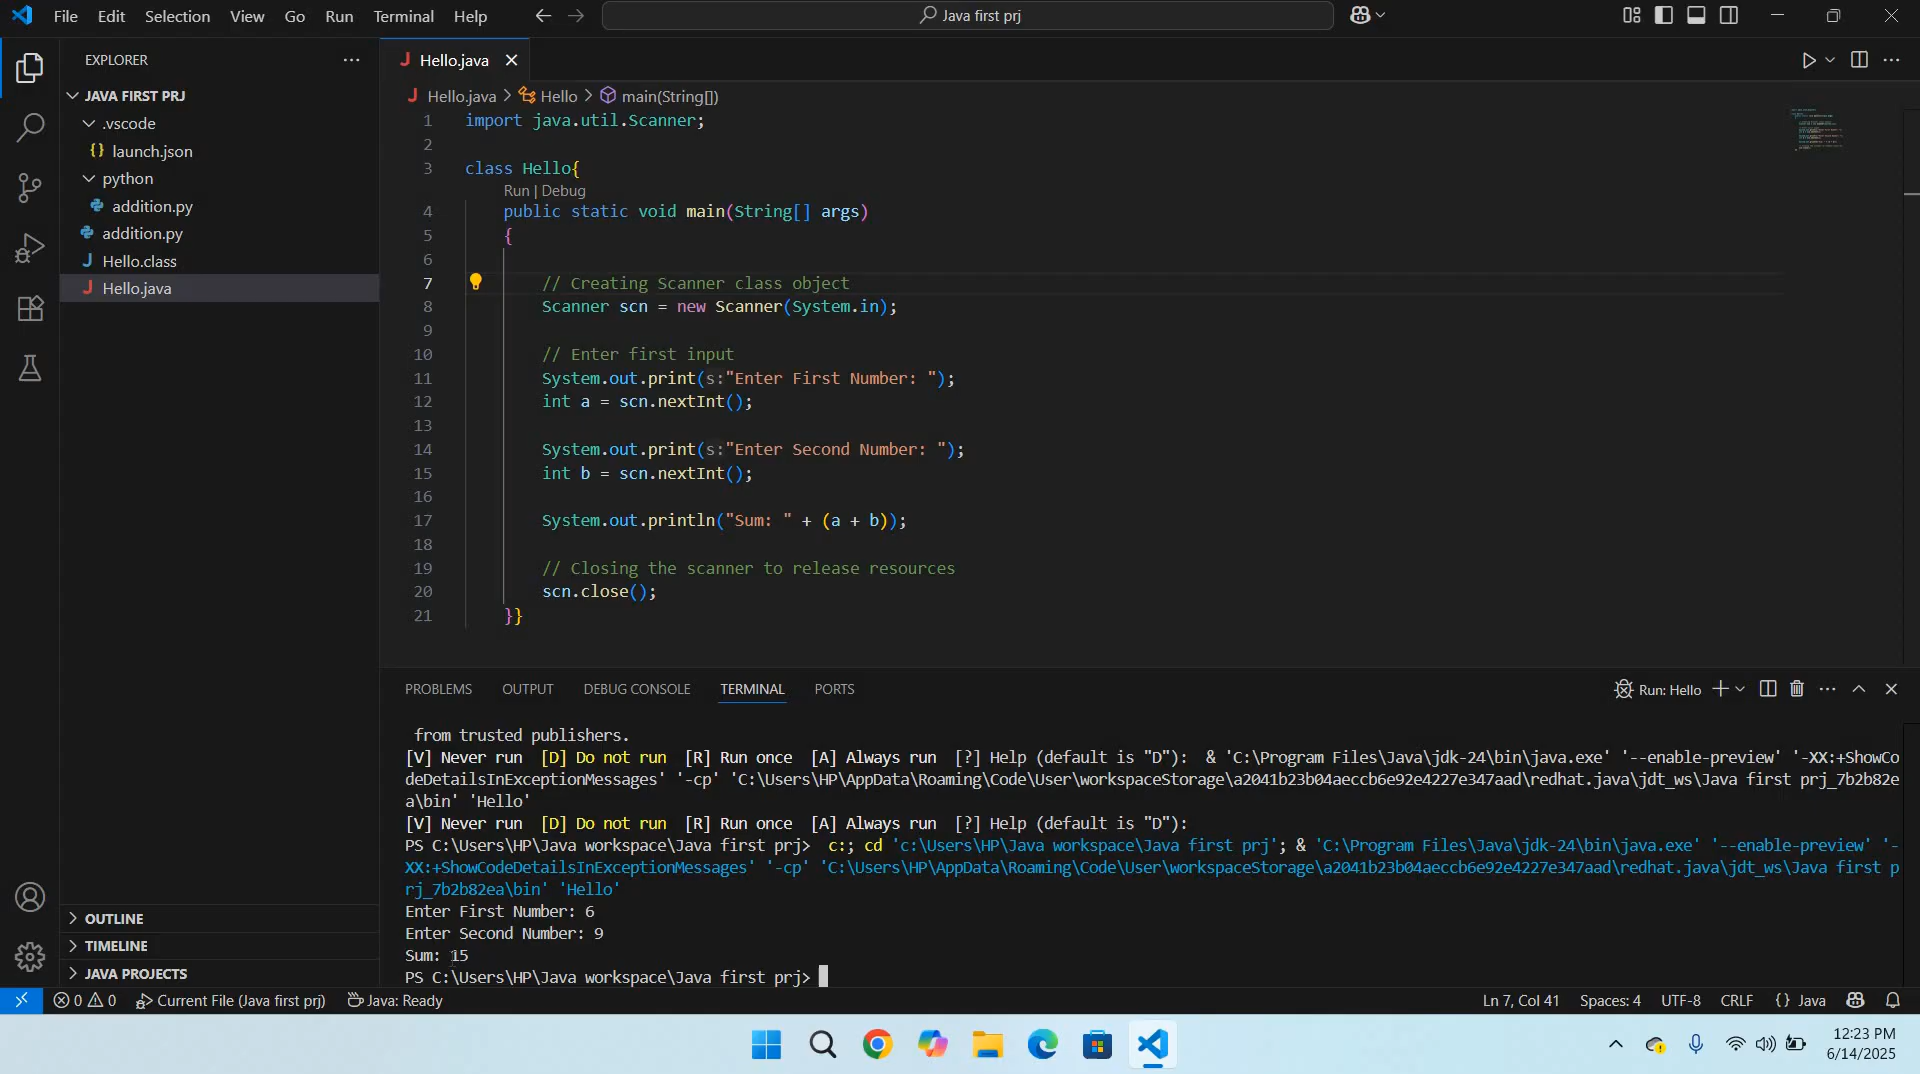 File Edit Selection View Go Run Terminal Help
Java first prj
EXPLORER
JAVA FIRST PRJ
.vscode
launch.json
python
addition.py
addition.py
Hello.class
Hello.java
OUTLINE
TIMELINE
JAVA PROJECTS
Hello.java
Hello.java > Hello > main(String[])
1 import java.util.Scanner;
2
3 class Hello{
Run | Debug
4 public static void main(String[] args)
5 {
6
7 // Creating Scanner class object
8 Scanner scn = new Scanner(System.in);
9
10 // Enter first input
11 System.out.print(s:"Enter First Number: ");
12 int a = scn.nextInt();
13
14 System.out.print(s:"Enter Second Number: ");
15 int b = scn.nextInt();
16
17 System.out.println("Sum: " + (a + b));
18
19 // Closing the scanner to release resources
20 scn.close();
21 }}
PROBLEMS OUTPUT DEBUG CONSOLE TERMINAL PORTS
Run: Hello
from trusted publishers.
[V] Never run [D] Do not run [R] Run once [A] Always run [?] Help (default is "D"): & 'C:\Program Files\Java\jdk-24\bin\java.exe' '--enable-preview' '-XX:+ShowCo
deDetailsInExceptionMessages' '-cp' 'C:\Users\HP\AppData\Roaming\Code\User\workspaceStorage\a2041b23b04aeccb6e92e4227e347aad\redhat.java\jdt_ws\Java first prj_7b2b82e
a\bin' 'Hello'
[V] Never run [D] Do not run [R] Run once [A] Always run [?] Help (default is "D"):
PS C:\Users\HP\Java workspace\Java first prj> c:; cd 'c:\Users\HP\Java workspace\Java first prj'; & 'C:\Program Files\Java\jdk-24\bin\java.exe' '--enable-preview' '-
XX:+ShowCodeDetailsInExceptionMessages' '-cp' 'C:\Users\HP\AppData\Roaming\Code\User\workspaceStorage\a2041b23b04aeccb6e92e4227e347aad\redhat.java\jdt_ws\Java first p
rj_7b2b82ea\bin' 'Hello'
Enter First Number: 6
Enter Second Number: 9
Sum: 15
PS C:\Users\HP\Java workspace\Java first prj>
0 0 Current File (Java first prj) Java: Ready
Ln 7, Col 41 Spaces: 4 UTF-8 CRLF {} Java
12:23 PM
6/14/2025